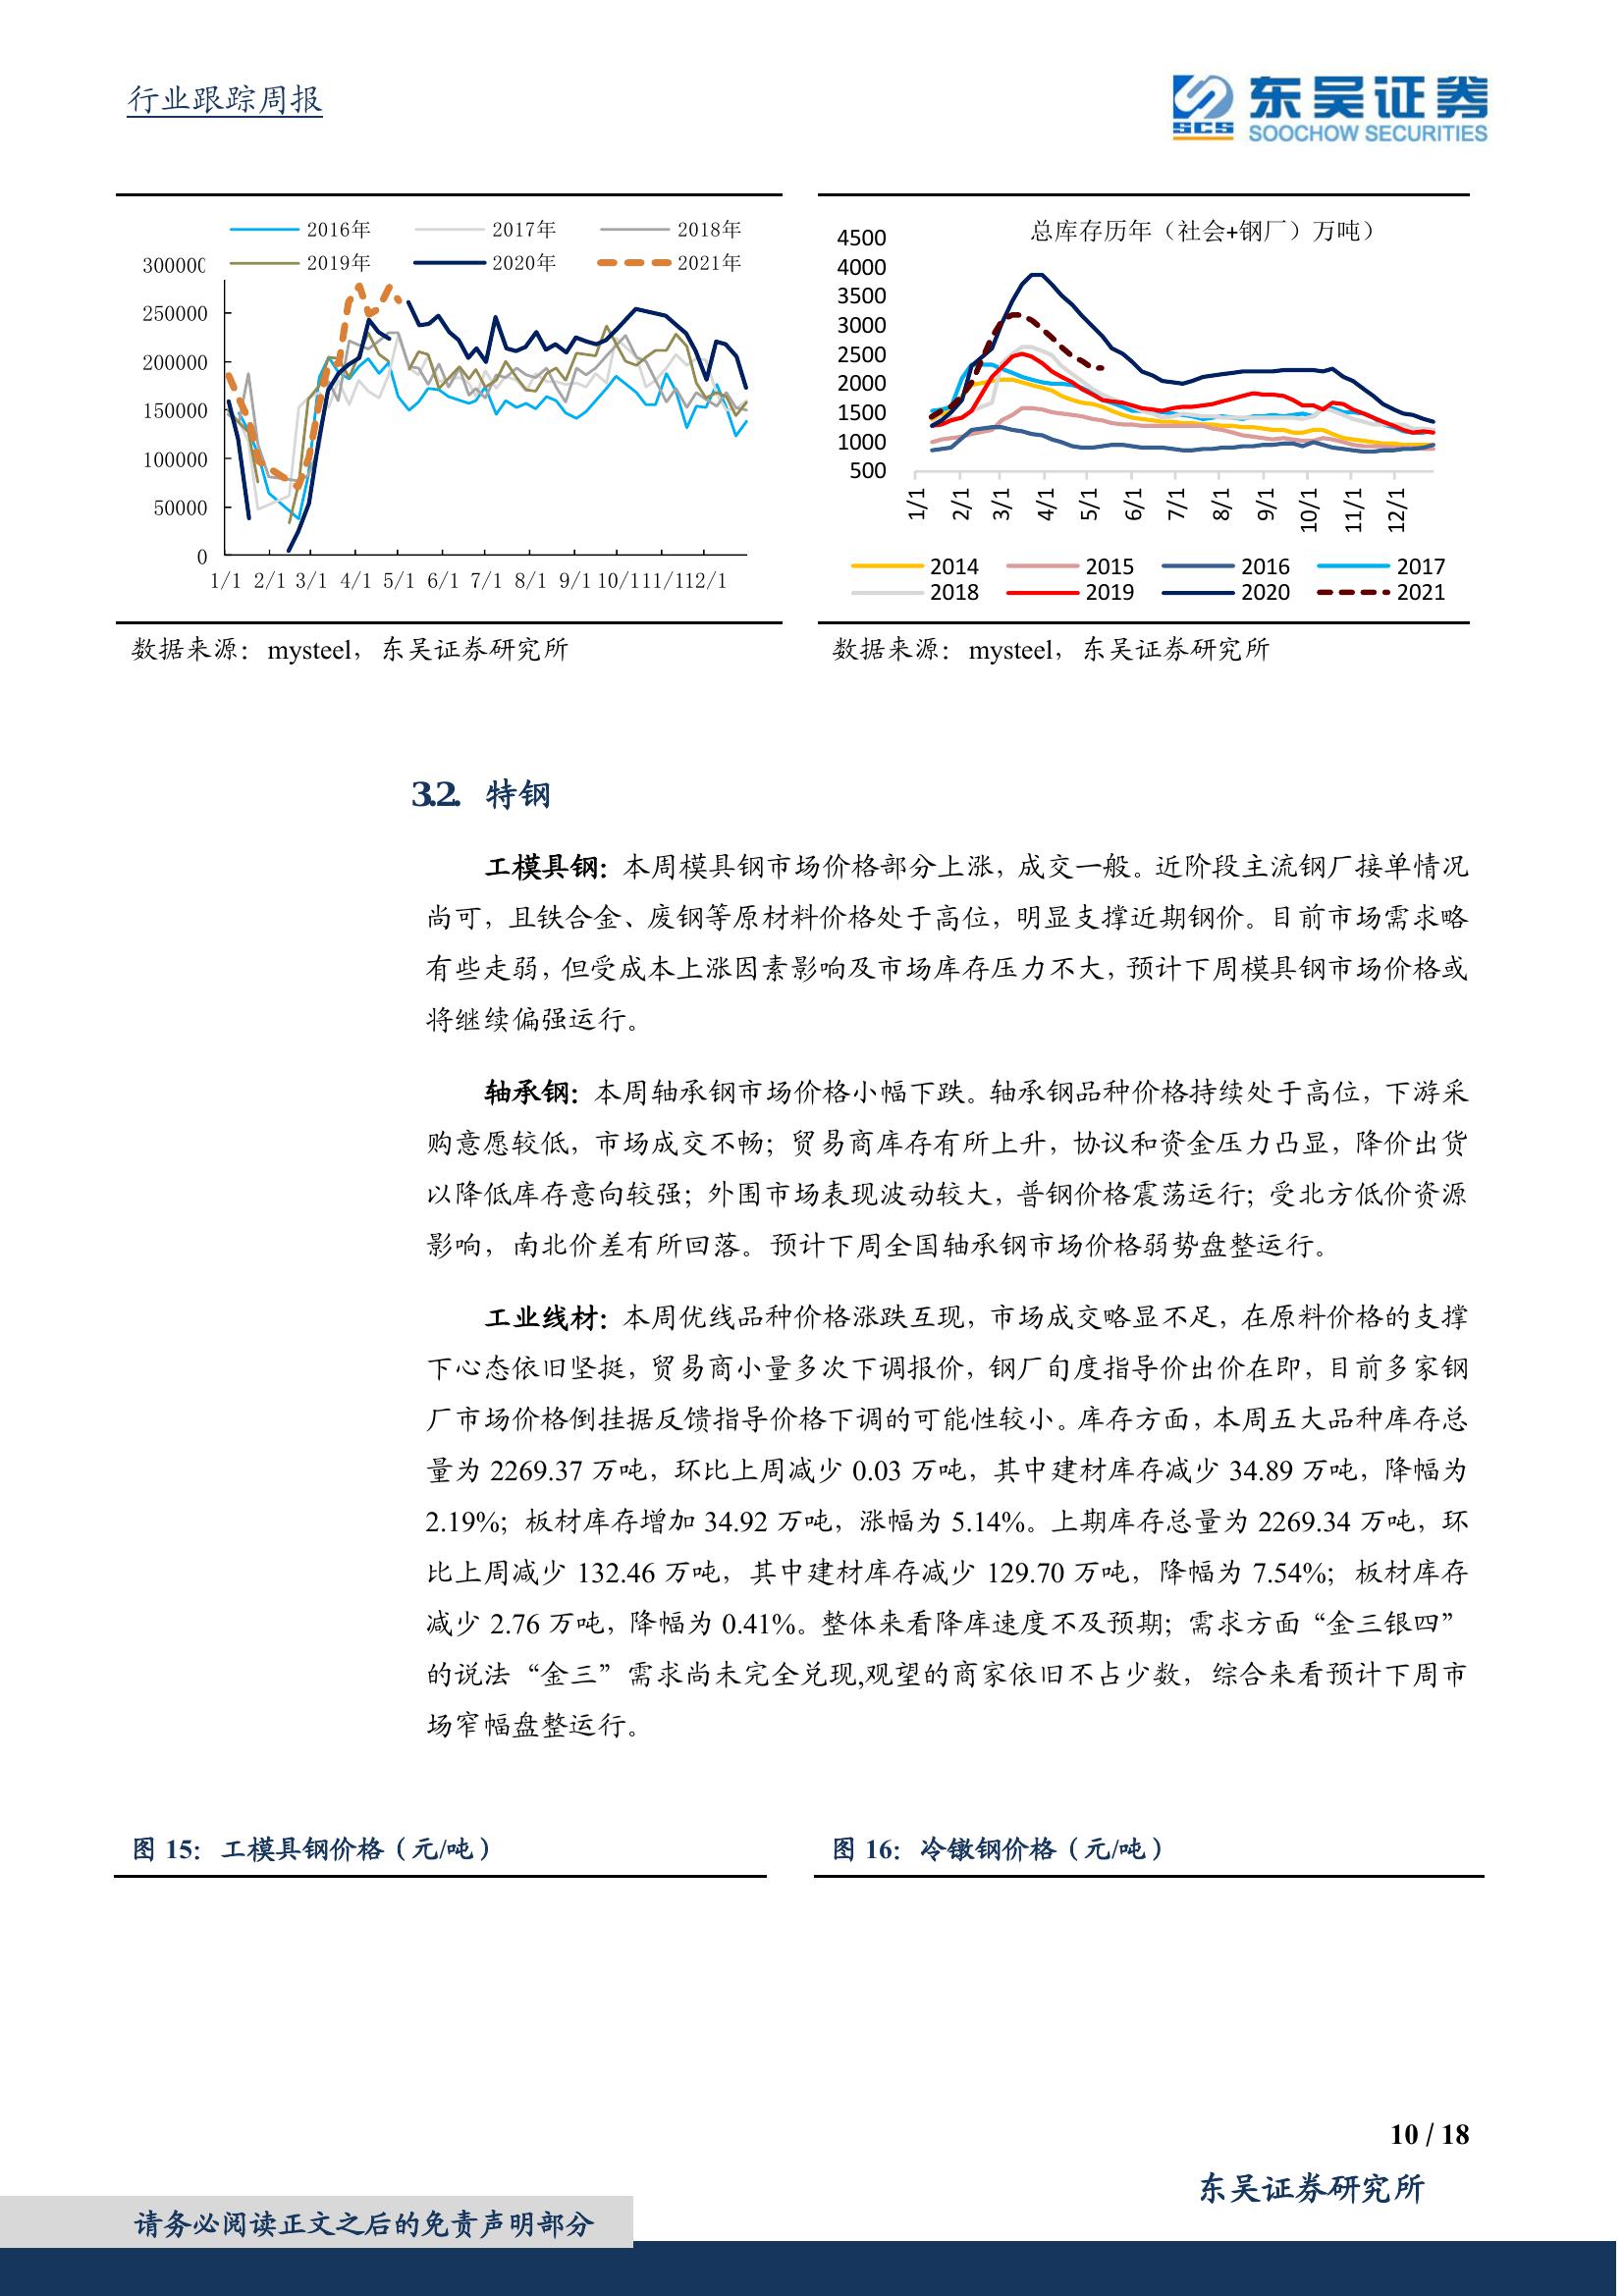 行业跟踪周报
SCS
东吴证券
SOOCHOW SECURITIES
2016年 2017年 2018年
2019年 2020年 2021年
300000
250000
200000
150000
100000
50000
0
1/1 2/1 3/1 4/1 5/1 6/1 7/1 8/1 9/1 10/1 11/1 12/1
总库存历年（社会+钢厂）万吨）
4500
4000
3500
3000
2500
2000
1500
1000
500
1/1 2/1 3/1 4/1 5/1 6/1 7/1 8/1 9/1 10/1 11/1 12/1
2014 2015 2016 2017
2018 2019 2020 2021
数据来源：mysteel，东吴证券研究所
数据来源：mysteel，东吴证券研究所
3.2. 特钢
工模具钢：本周模具钢市场价格部分上涨，成交一般。近阶段主流钢厂接单情况
尚可，且铁合金、废钢等原材料价格处于高位，明显支撑近期钢价。目前市场需求略
有些走弱，但受成本上涨因素影响及市场库存压力不大，预计下周模具钢市场价格或
将继续偏强运行。
轴承钢：本周轴承钢市场价格小幅下跌。轴承钢品种价格持续处于高位，下游采
购意愿较低，市场成交不畅；贸易商库存有所上升，协议和资金压力凸显，降价出货
以降低库存意向较强；外围市场表现波动较大，普钢价格震荡运行；受北方低价资源
影响，南北价差有所回落。预计下周全国轴承钢市场价格弱势盘整运行。
工业线材：本周优线品种价格涨跌互现，市场成交略显不足，在原料价格的支撑
下心态依旧坚挺，贸易商小量多次下调报价，钢厂旬度指导价出价在即，目前多家钢
厂市场价格倒挂据反馈指导价格下调的可能性较小。库存方面，本周五大品种库存总
量为 2269.37 万吨，环比上周减少 0.03 万吨，其中建材库存减少 34.89 万吨，降幅为
2.19%；板材库存增加 34.92 万吨，涨幅为 5.14%。上期库存总量为 2269.34 万吨，环
比上周减少 132.46 万吨，其中建材库存减少 129.70 万吨，降幅为 7.54%；板材库存
减少 2.76 万吨，降幅为 0.41%。整体来看降库速度不及预期；需求方面“金三银四”
的说法“金三”需求尚未完全兑现,观望的商家依旧不占少数，综合来看预计下周市
场窄幅盘整运行。
图 15：工模具钢价格（元/吨）
图 16：冷镦钢价格（元/吨）
10 / 18
东吴证券研究所
请务必阅读正文之后的免责声明部分